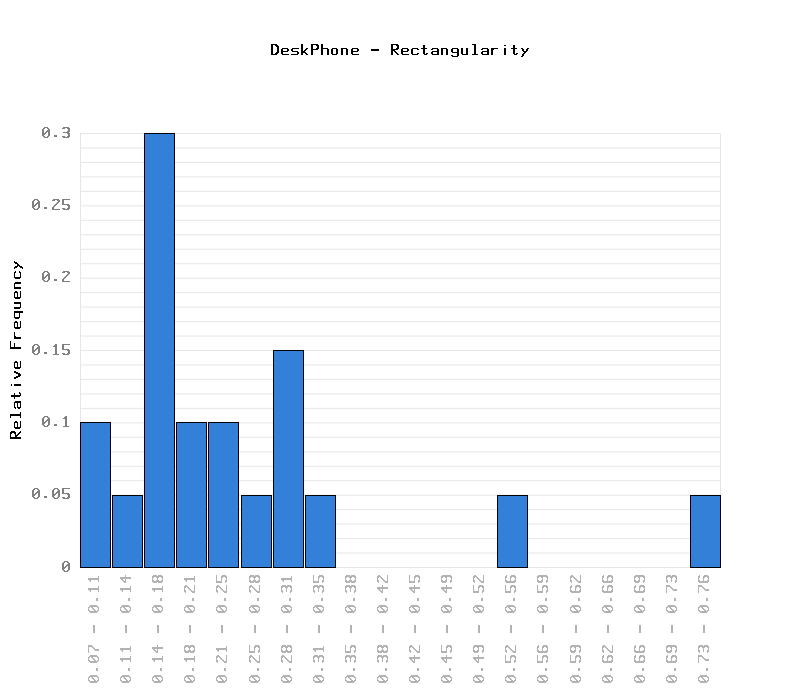 DeskPhone - Rectangularity
0.3
0.25
0.2
0.15
0.1
0.05
0
Relative Frequency
0.07 - 0.11
0.11 - 0.14
0.14 - 0.18
0.18 - 0.21
0.21 - 0.25
0.25 - 0.28
0.28 - 0.31
0.31 - 0.35
0.35 - 0.38
0.38 - 0.42
0.42 - 0.45
0.45 - 0.49
0.49 - 0.52
0.52 - 0.56
0.56 - 0.59
0.59 - 0.62
0.62 - 0.66
0.66 - 0.69
0.69 - 0.73
0.73 - 0.76